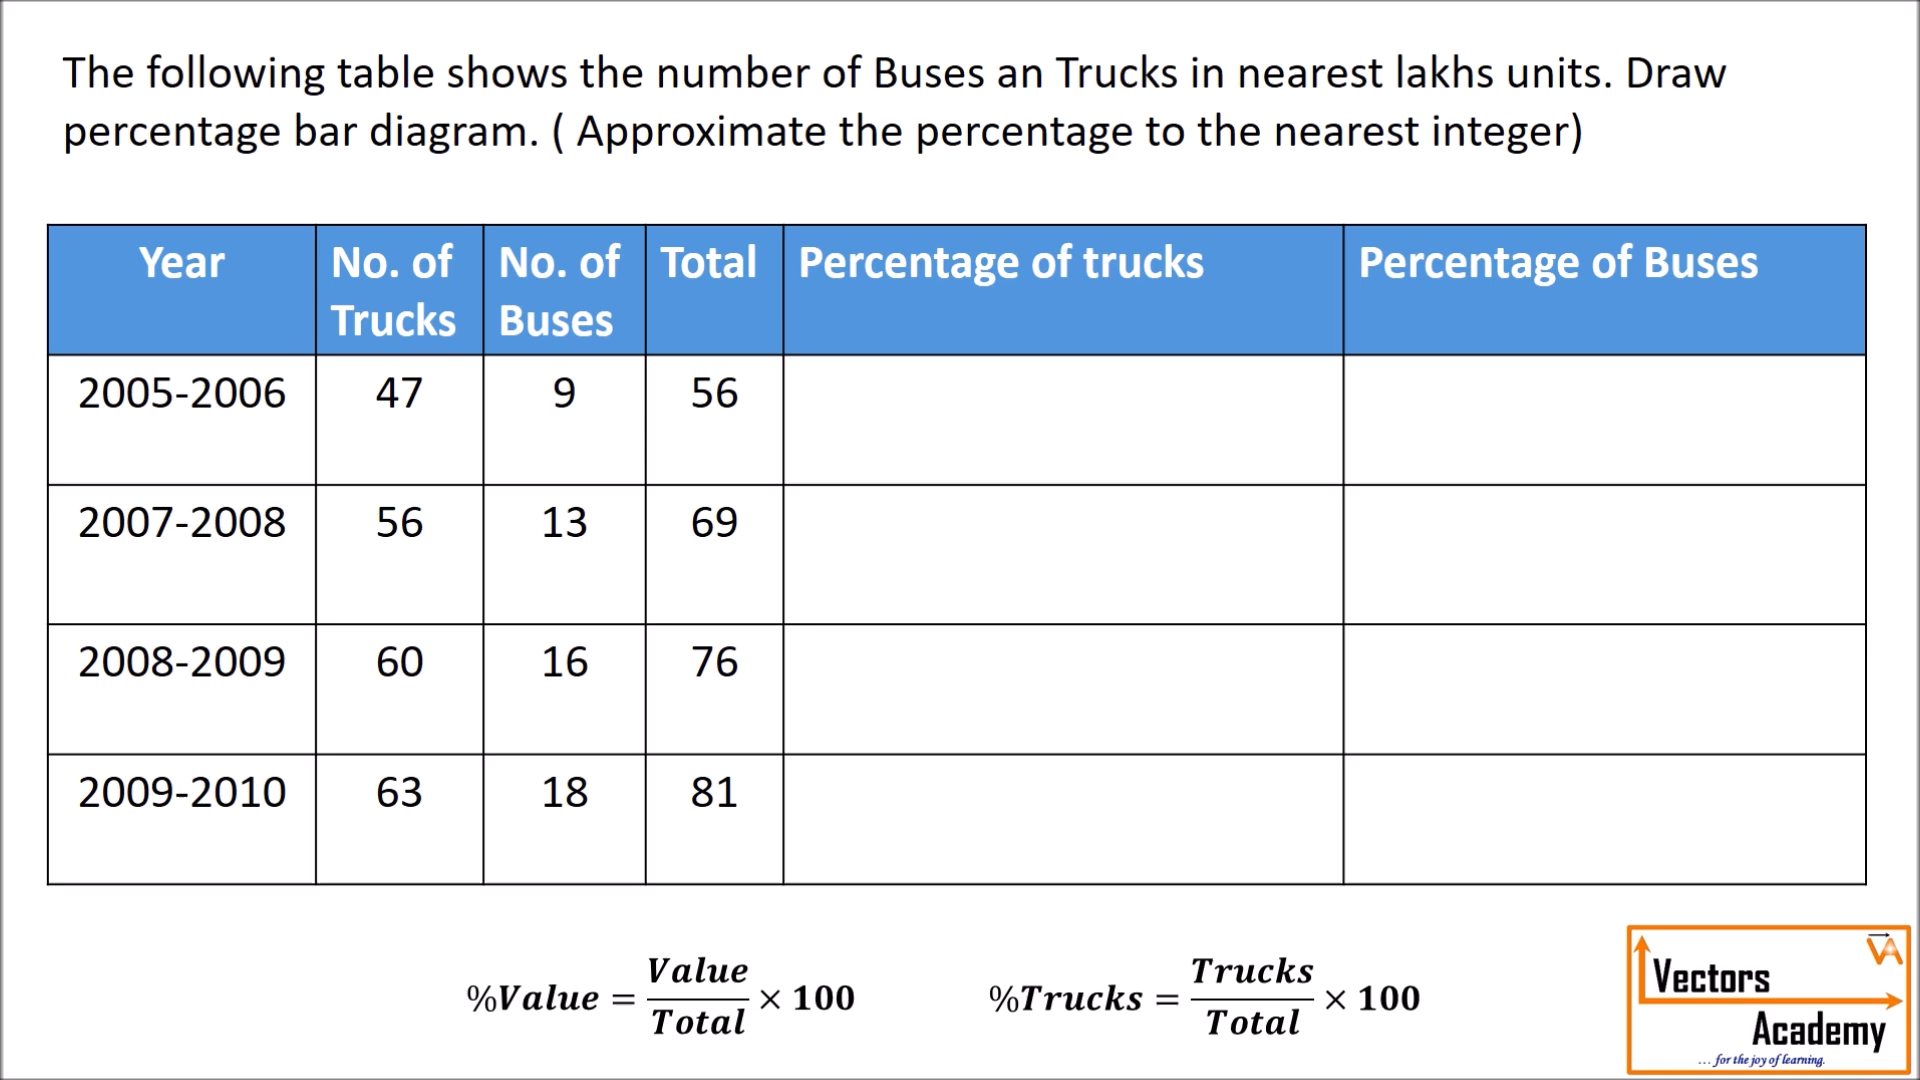 The following table shows the number of Buses an Trucks in nearest lakhs units. Draw
percentage bar diagram. ( Approximate the percentage to the nearest integer)
Year No. of Trucks No. of Buses Total Percentage of trucks Percentage of Buses
2005-2006 47 9 56
2007-2008 56 13 69
2008-2009 60 16 76
2009-2010 63 18 81
%Value = Value / Total × 100 %Trucks = Trucks / Total × 100
VA
Vectors
Academy
... for the joy of learning.